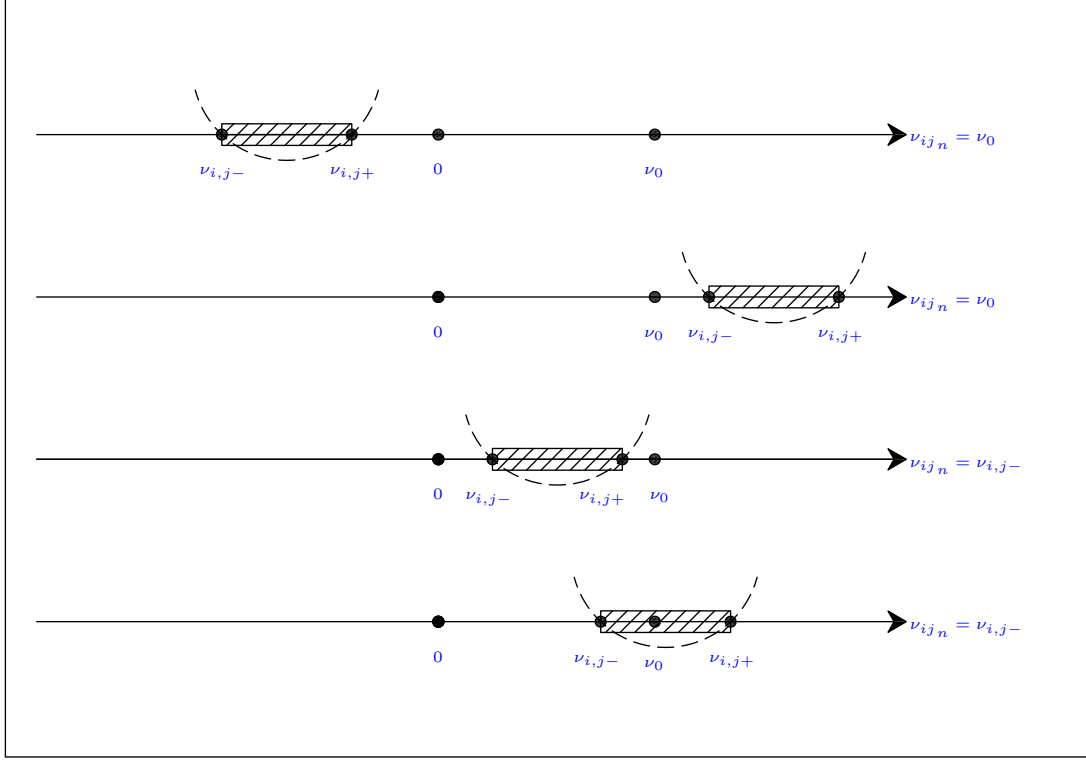 ν_{ij_n} = ν_0
ν_{i,j-} ν_{i,j+} 0 ν_0
ν_{ij_n} = ν_0
0 ν_0 ν_{i,j-} ν_{i,j+}
ν_{ij_n} = ν_{i,j-}
0 ν_{i,j-} ν_{i,j+} ν_0
ν_{ij_n} = ν_{i,j-}
0 ν_{i,j-} ν_0 ν_{i,j+}